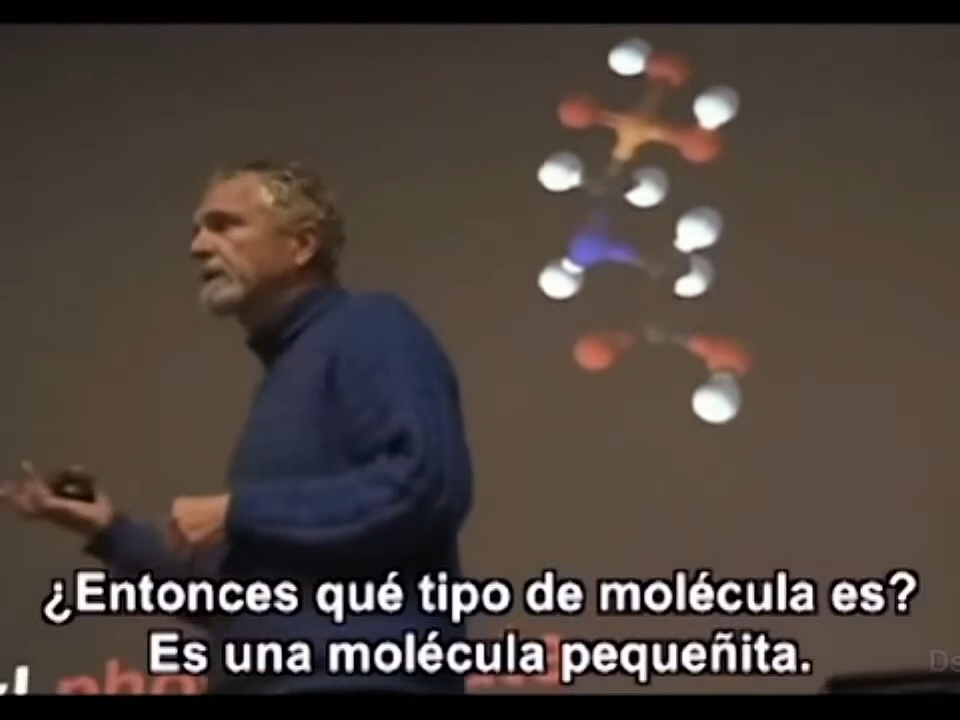 ¿Entonces qué tipo de molécula es?
Es una molécula pequeñita.